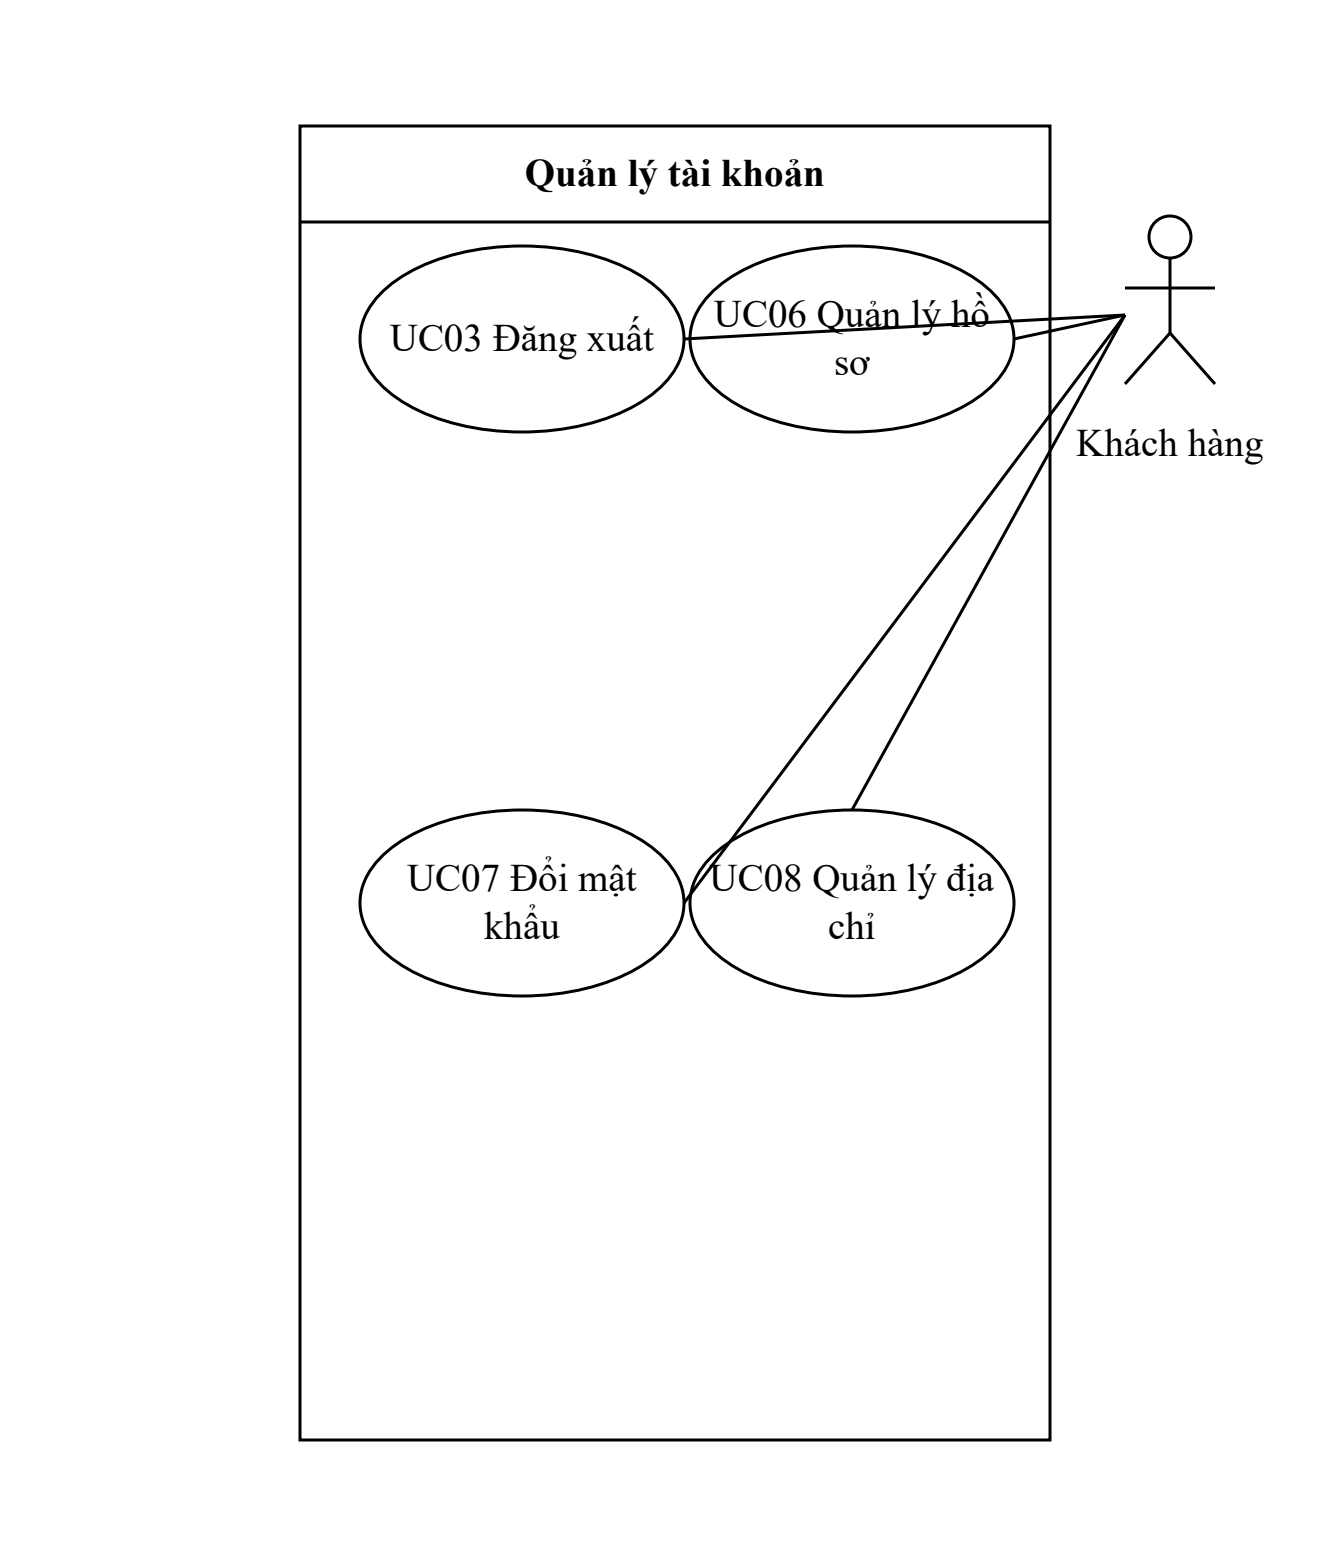 Quản lý tài khoản
UC03 Đăng xuất
UC06 Quản lý hồ
sơ
Khách hàng
UC07 Đổi mật
khẩu
UC08 Quản lý địa
chỉ